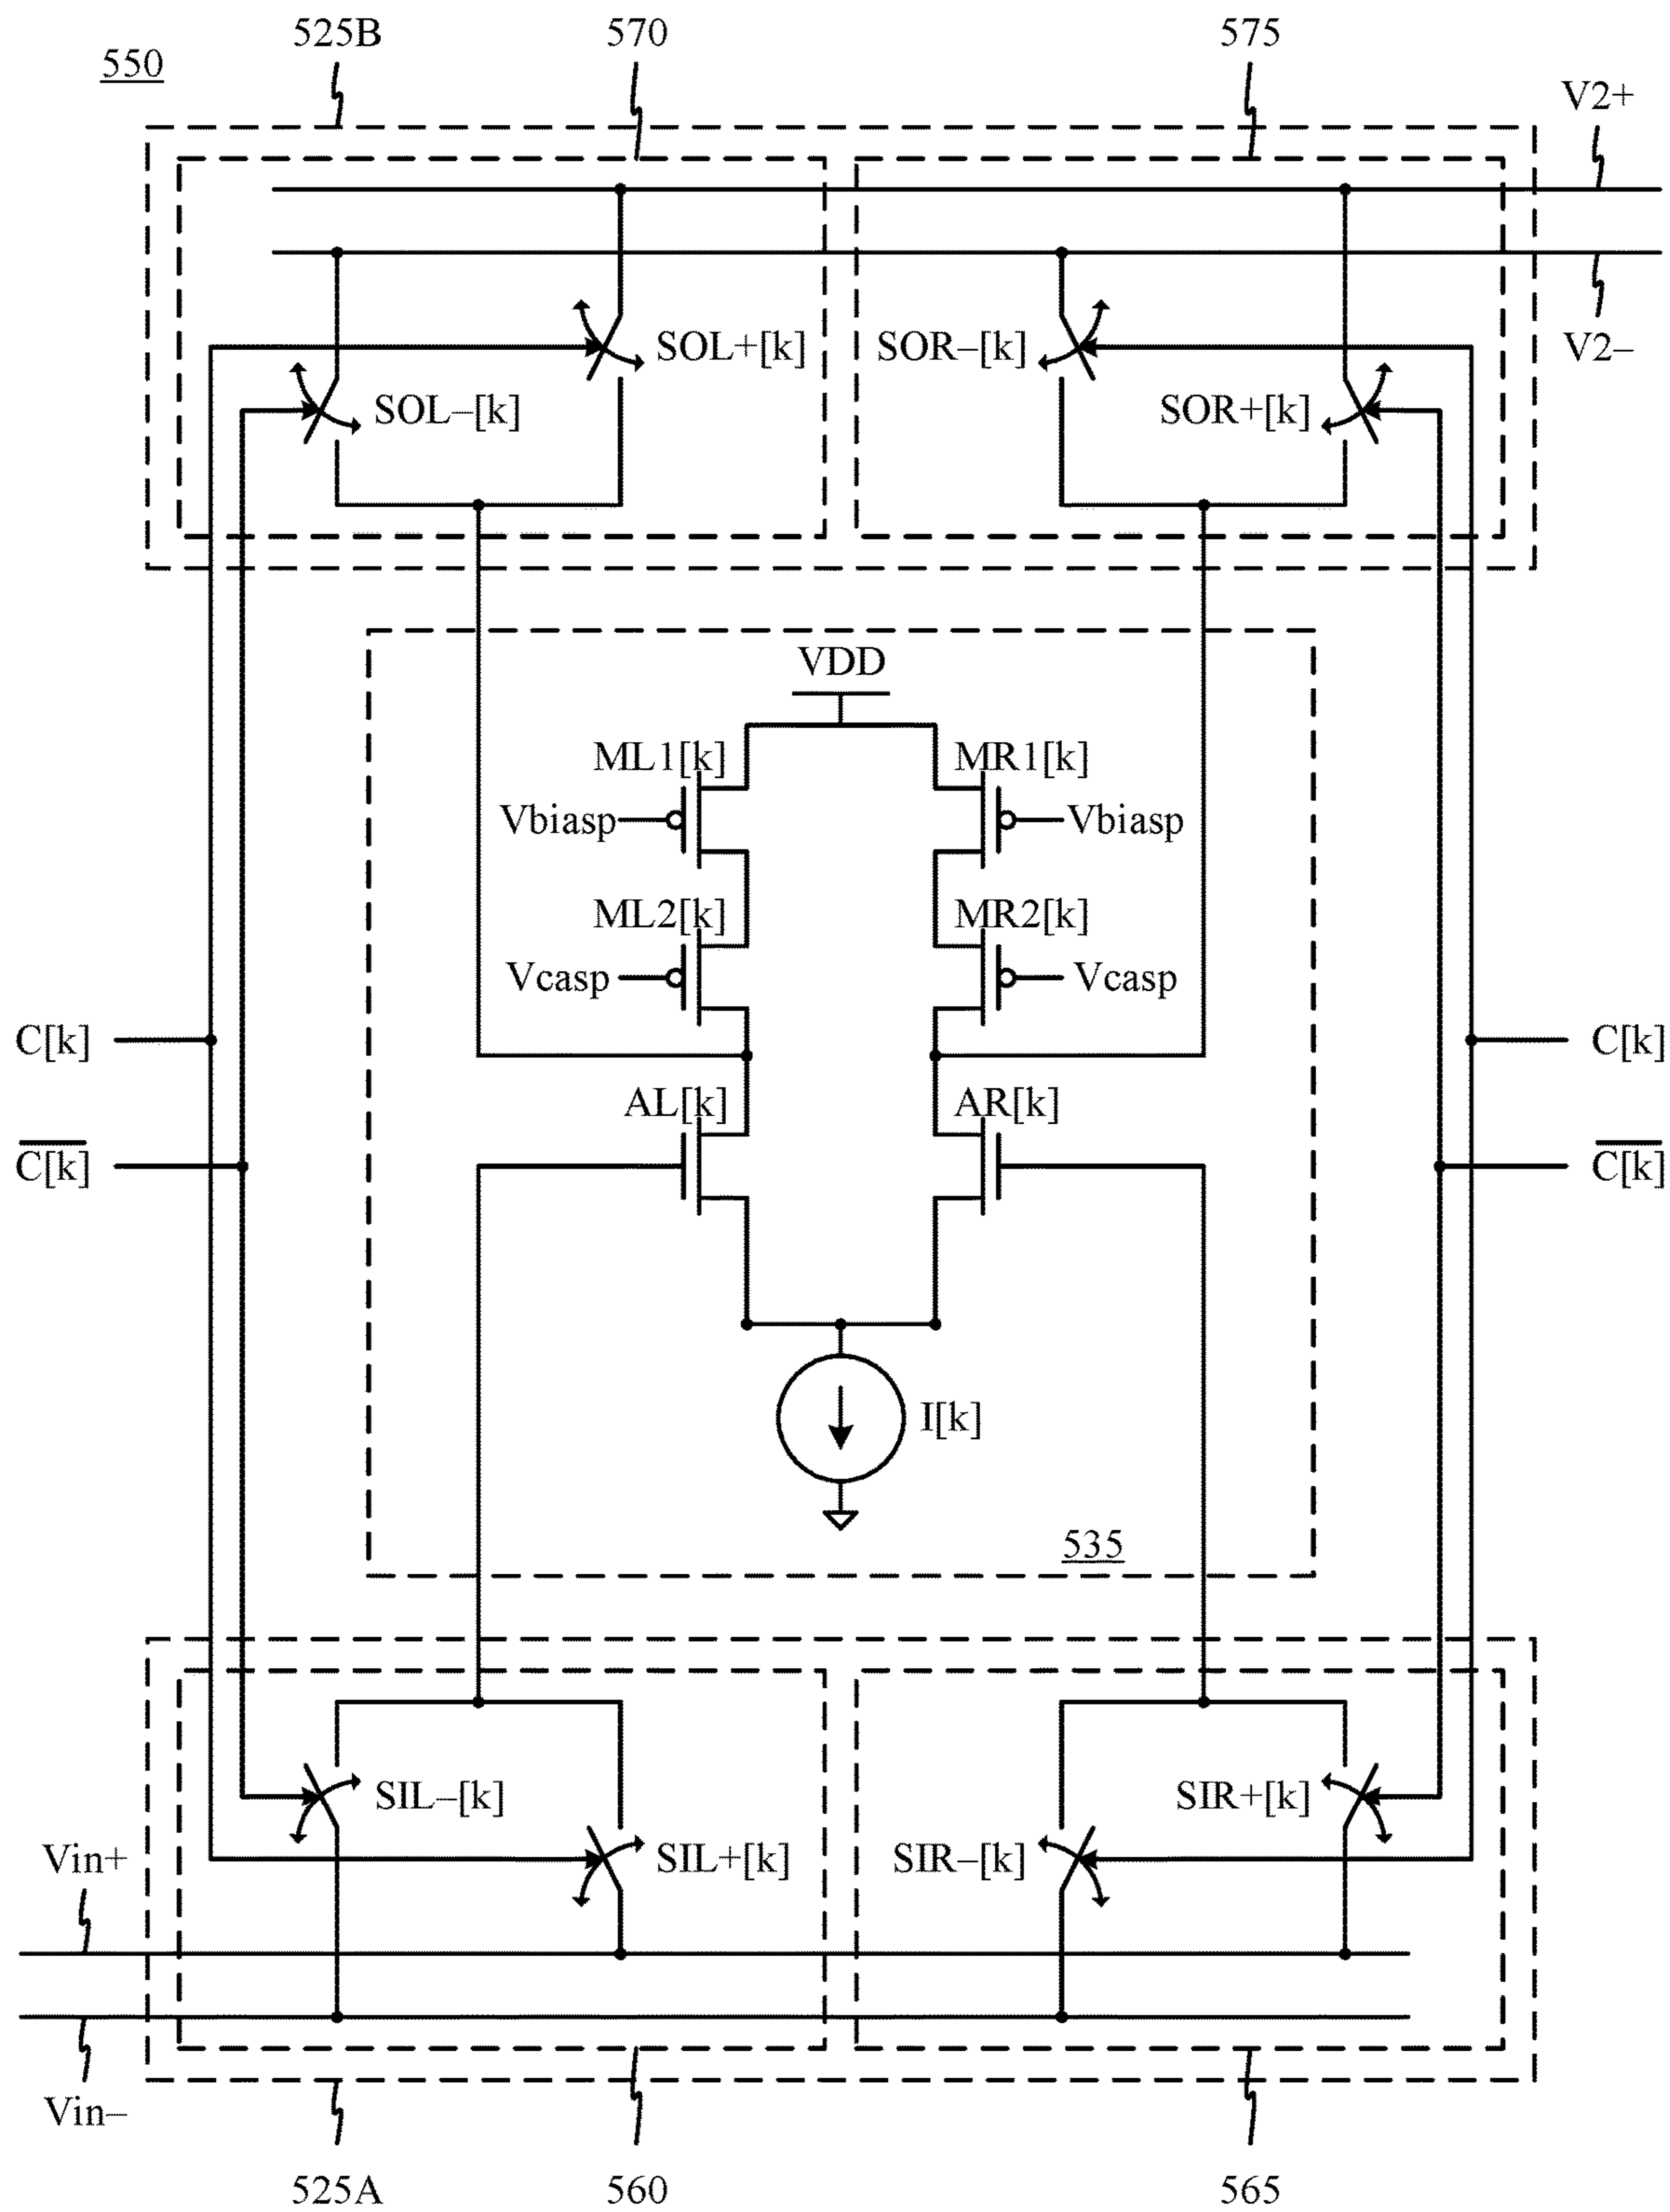 525B 570 575
550
V2+
SOL+[k] SOR–[k] V2–
SOL–[k] SOR+[k]
VDD
ML1[k] MR1[k]
Vbiasp Vbiasp
ML2[k] MR2[k]
Vcasp Vcasp
C[k] C[k]
AL[k] AR[k]
C[k] C[k]
I[k]
535
SIL–[k] SIR+[k]
Vin+ SIL+[k] SIR–[k]
Vin–
525A 560 565